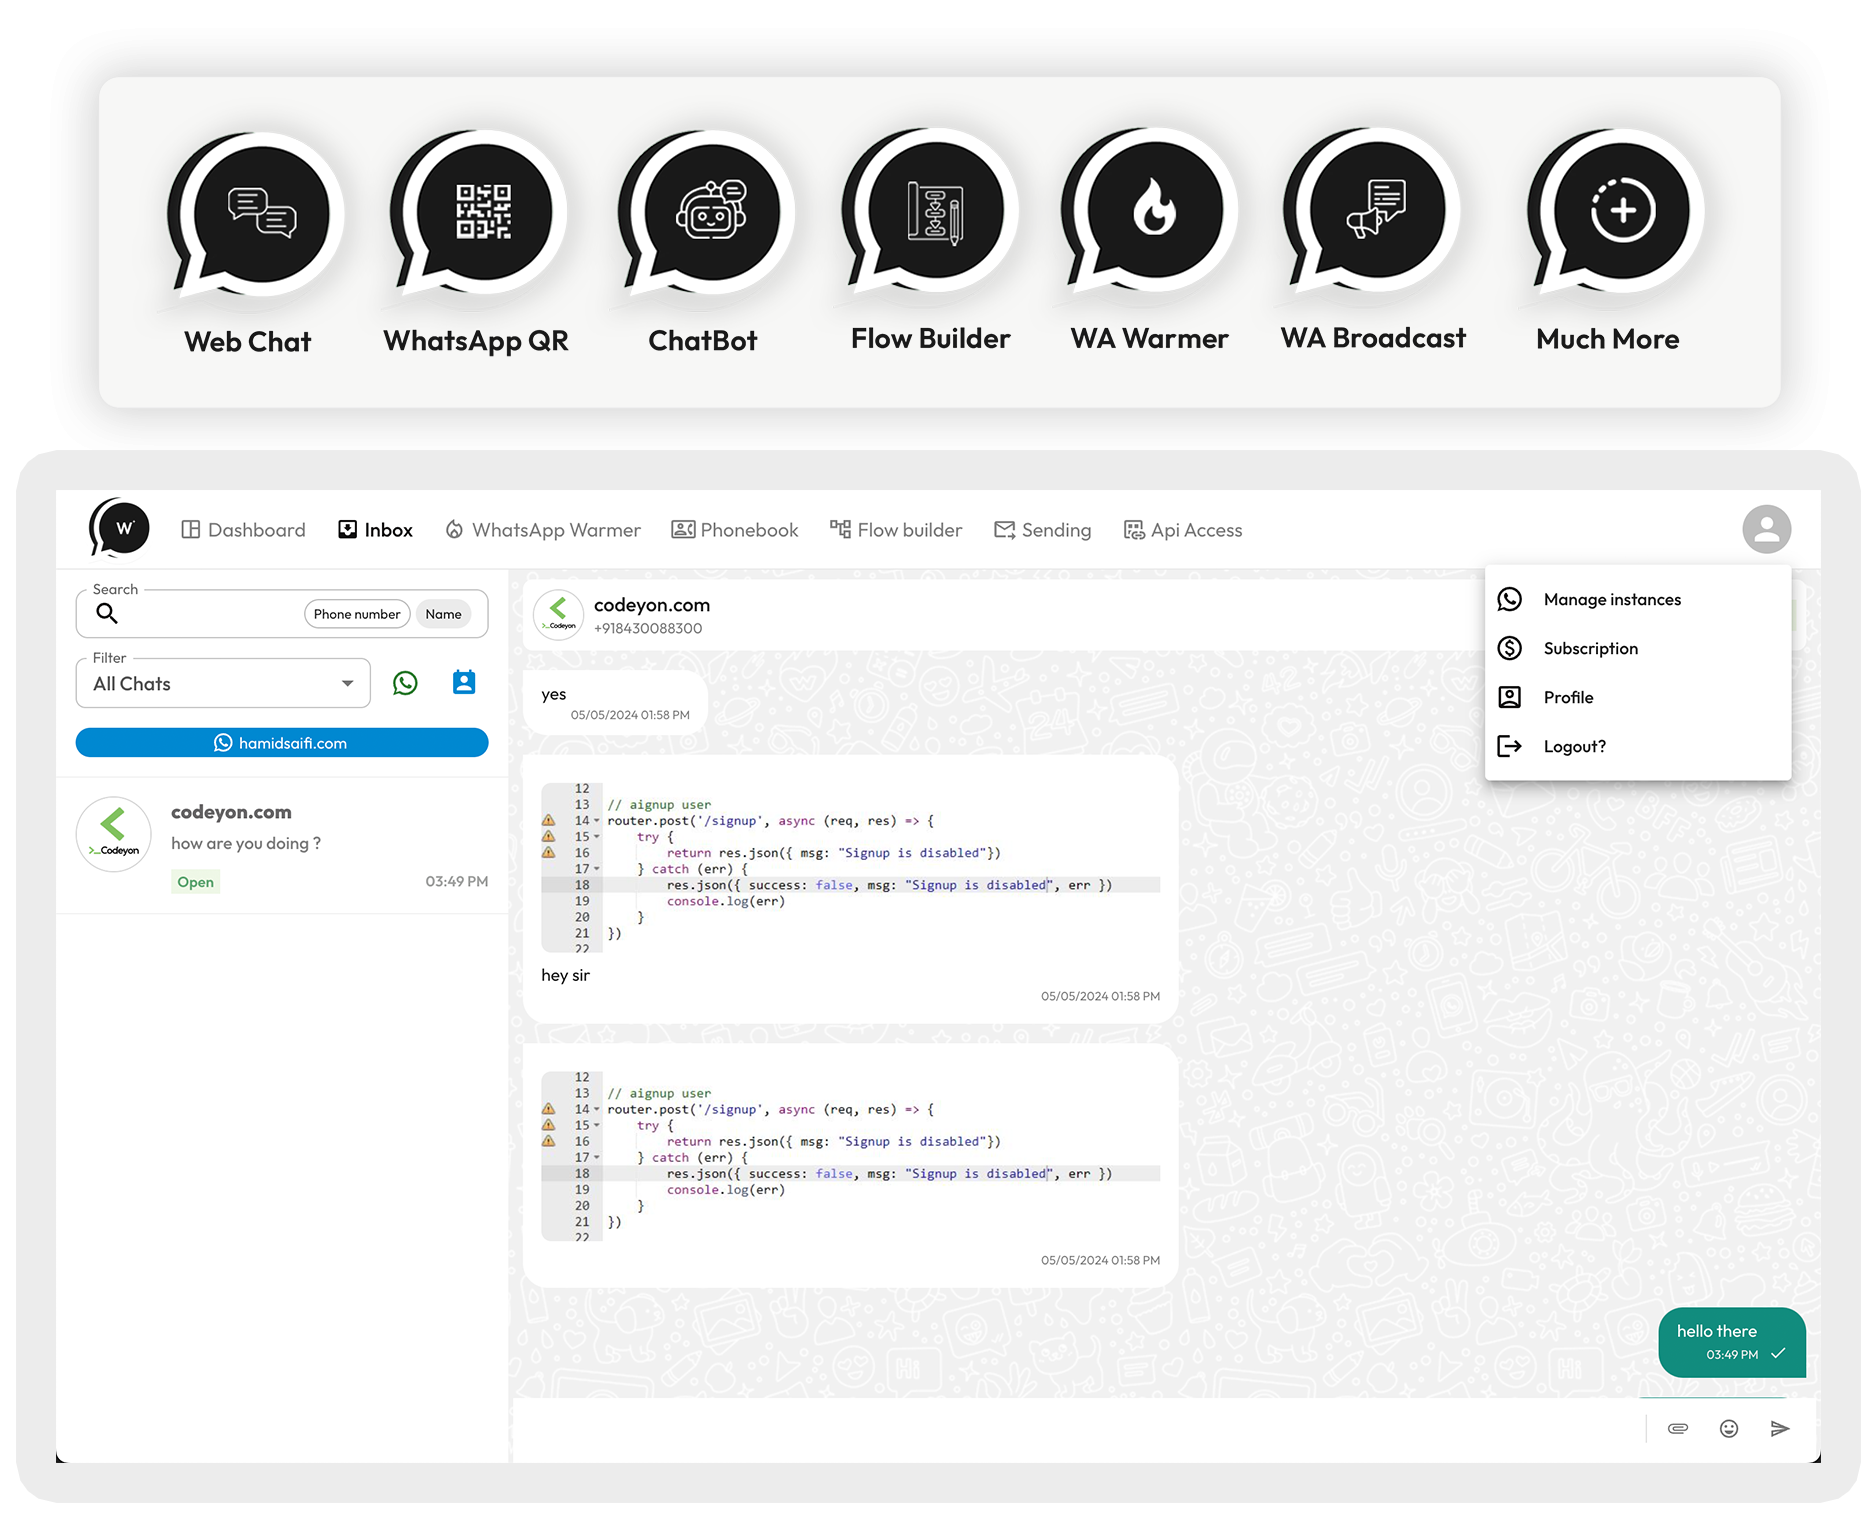 Web Chat
WhatsApp QR
ChatBot
Flow Builder
WA Warmer
WA Broadcast
Much More
W
Dashboard
Inbox
WhatsApp Warmer
Phonebook
Flow builder
Sending
Api Access
Search
Phone number
Name
Filter
All Chats
hamidsaifi.com
codeyon.com
how are you doing ?
>_Codeyon
Open
03:49 PM
>_Codeyon
codeyon.com
+918430088300
Manage instances
Subscription
Profile
Logout?
yes
05/05/2024 01:58 PM
12
13 // aignup user
14 router.post('/signup', async (req, res) => {
15 try {
16 return res.json({ msg: "Signup is disabled"})
17 } catch (err) {
18 res.json({ success: false, msg: "Signup is disabled", err })
19 console.log(err)
20 }
21 })
22
hey sir
05/05/2024 01:58 PM
12
13 // aignup user
14 router.post('/signup', async (req, res) => {
15 try {
16 return res.json({ msg: "Signup is disabled"})
17 } catch (err) {
18 res.json({ success: false, msg: "Signup is disabled", err })
19 console.log(err)
20 }
21 })
22
05/05/2024 01:58 PM
hello there
03:49 PM
24
Hi
Hi